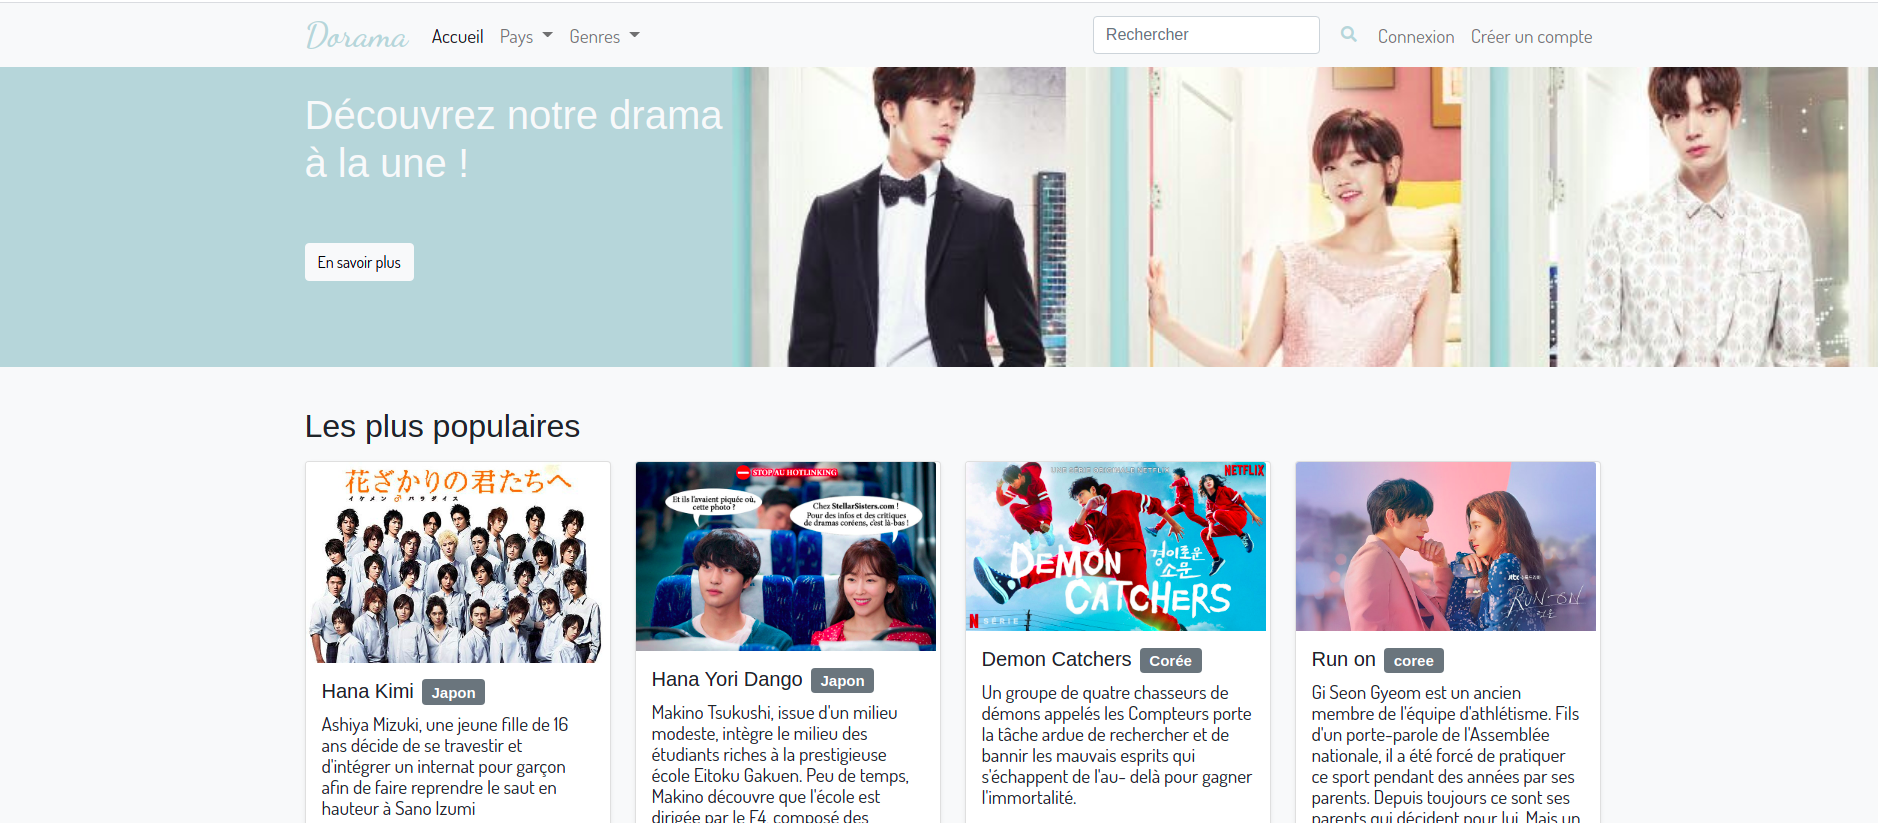 Dorama Accueil Pays Genres Rechercher Connexion Créer un compte
Découvrez notre drama
à la une !
En savoir plus
Les plus populaires
花ざかりの君たちへ
イケメン♂パラダイス
Hana Kimi Japon
Ashiya Mizuki, une jeune fille de 16
ans décide de se travestir et
d'intégrer un internat pour garçon
afin de faire reprendre le saut en
hauteur à Sano Izumi
STOP AU HOTLINKING
Et ils l'avaient piquée où,
cette photo ?
Chez StellarSisters.com !
Pour des infos et des critiques
de dramas coréens, c'est là-bas !
Hana Yori Dango Japon
Makino Tsukushi, issue d'un milieu
modeste, intègre le milieu des
étudiants riches à la prestigieuse
école Eitoku Gakuen. Peu de temps,
Makino découvre que l'école est
dirigée par le F4, composé des
UNE SÉRIE ORIGINALE NETFLIX
NETFLIX
DEMON
CATCHERS
경이로운
소문
N SÉRIE
Demon Catchers Corée
Un groupe de quatre chasseurs de
démons appelés les Compteurs porte
la tâche ardue de rechercher et de
bannir les mauvais esprits qui
s'échappent de l'au- delà pour gagner
l'immortalité.
jtbc
RUN-ON
Run on coree
Gi Seon Gyeom est un ancien
membre de l'équipe d'athlétisme. Fils
d'un porte-parole de l'Assemblée
nationale, il a été forcé de pratiquer
ce sport pendant des années par ses
parents. Depuis toujours ce sont ses
parents qui décident pour lui. Mais un